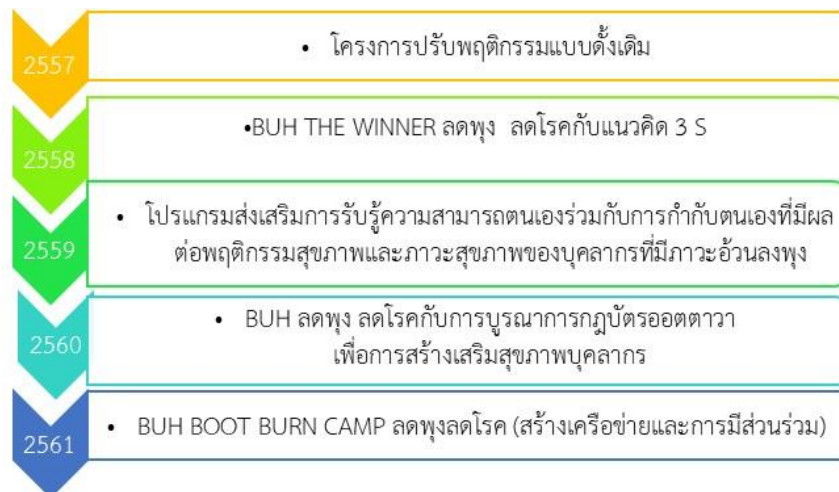 2557
• โครงการปรับพฤติกรรมแบบดั้งเดิม
2558
•BUH THE WINNER ลดพุง ลดโรคกับแนวคิด 3 S
2559
• โปรแกรมส่งเสริมการรับรู้ความสามารถตนเองร่วมกับการกำกับตนเองที่มีผล
ต่อพฤติกรรมสุขภาพและภาวะสุขภาพของบุคลากรที่มีภาวะอ้วนลงพุง
2560
• BUH ลดพุง ลดโรคกับการบูรณาการกฎบัตรออตตาวา
เพื่อการสร้างเสริมสุขภาพบุคลากร
2561
• BUH BOOT BURN CAMP ลดพุงลดโรค (สร้างเครือข่ายและการมีส่วนร่วม)